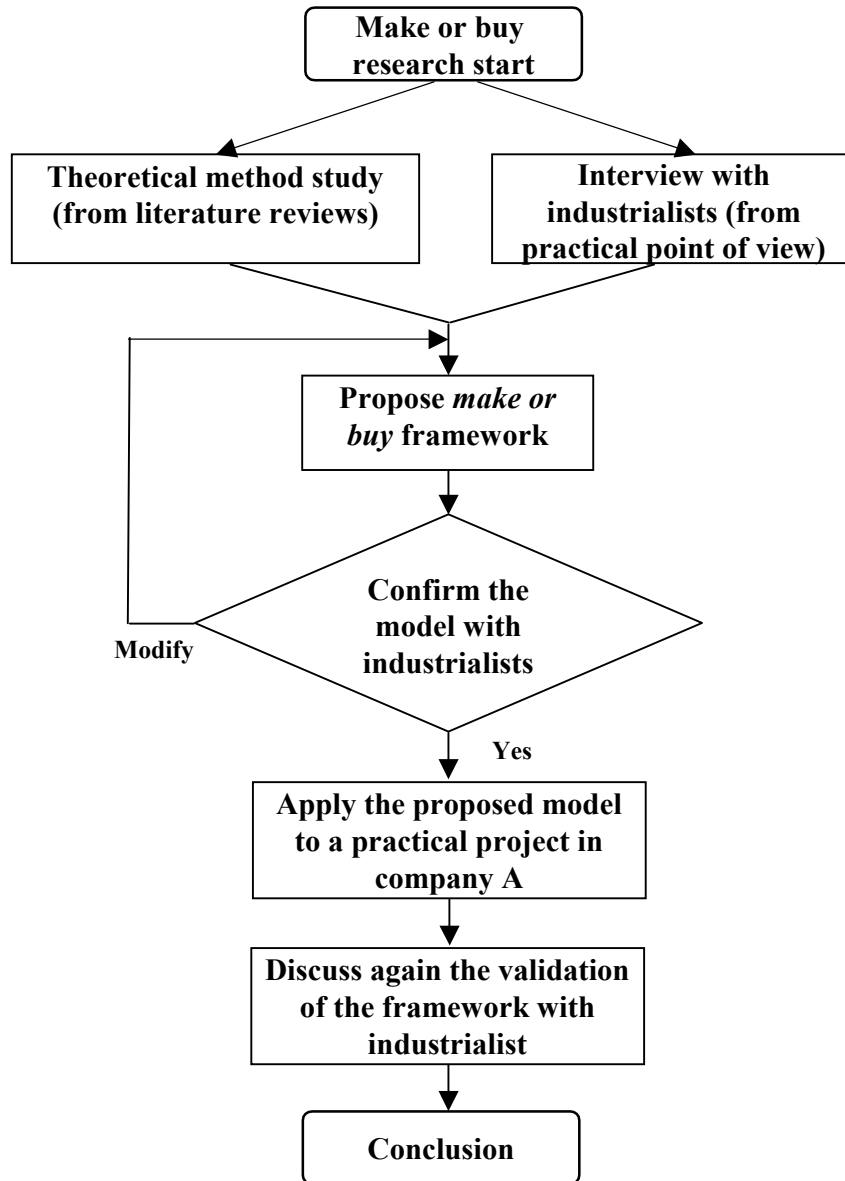 Make or buy
research start
Theoretical method study
(from literature reviews)
Interview with
industrialists (from
practical point of view)
Propose make or
buy framework
Confirm the
model with
industrialists
Modify
Yes
Apply the proposed model
to a practical project in
company A
Discuss again the validation
of the framework with
industrialist
Conclusion